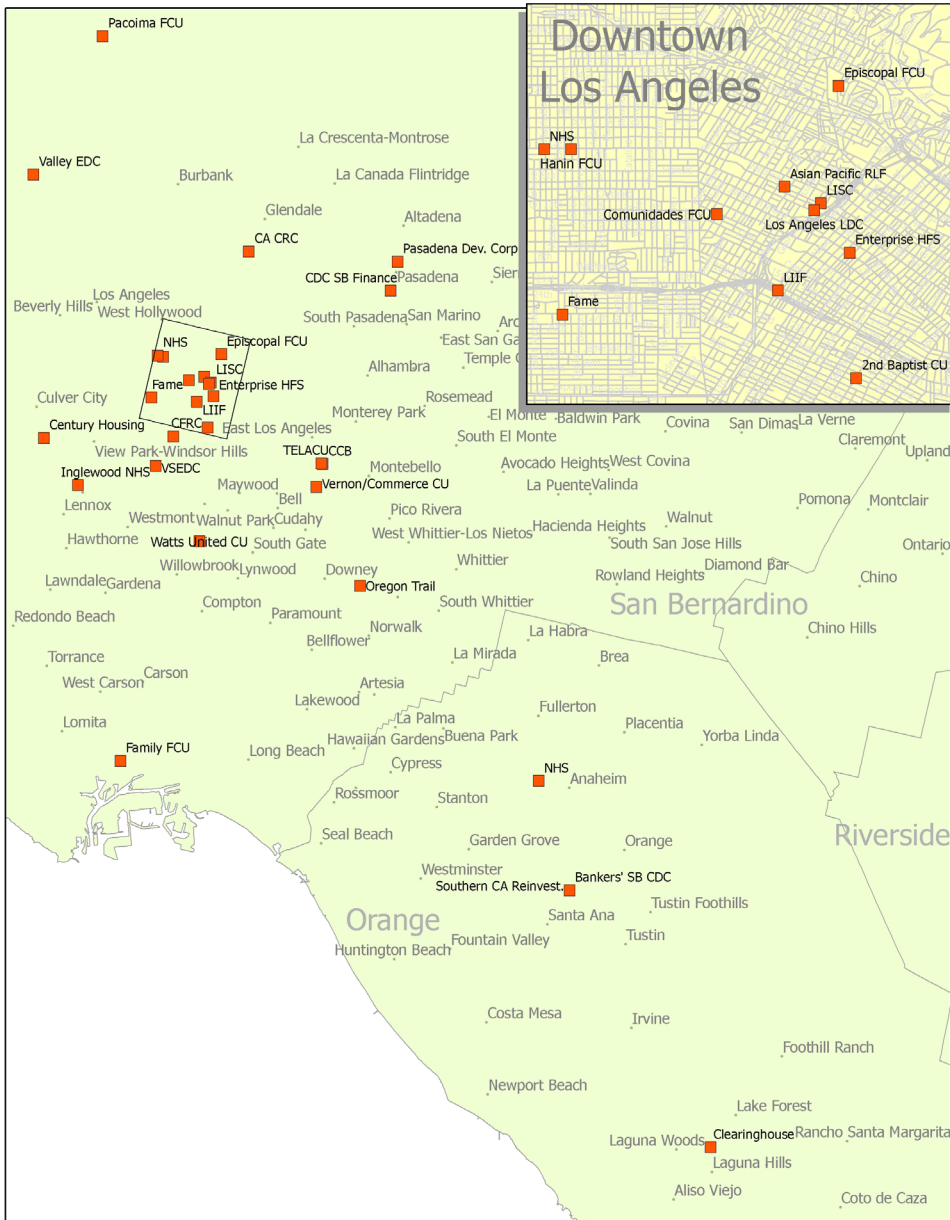 Pacoima FCU
Downtown
Los Angeles
Episcopal FCU
NHS
Hanin FCU
Asian Pacific RLF
LISC
Comunidades FCU
Los Angeles LDC
Enterprise HFS
LIIF
Fame
2nd Baptist CU
La Crescenta-Montrose
Valley EDC
Burbank
La Canada Flintridge
Glendale
Altadena
CA CRC
Pasadena Dev. Corp
CDC SB Finance
Pasadena
Sier
Los Angeles
Beverly Hills
West Hollywood
South Pasadena
San Marino
Arc
NHS
Episcopal FCU
East San Ga
Temple C
LISC
Alhambra
Fame
Enterprise HFS
Culver City
LIIF
Rosemead
Monterey Park
El Monte
Baldwin Park
Covina
San Dimas
La Verne
Century Housing
CFRC
East Los Angeles
South El Monte
Claremont
Upland
View Park-Windsor Hills
TELACU
CCB
Inglewood NHS
VSEDC
Montebello
Avocado Heights
West Covina
Maywood
Vernon/Commerce CU
La Puente
Valinda
Lennox
Bell
Pomona
Montclair
Westmont
Walnut Park
Cudahy
Pico Rivera
Hacienda Heights
Walnut
Hawthorne
Watts United CU
South Gate
West Whittier-Los Nietos
South San Jose Hills
Ontario
Willowbrook
Lynwood
Downey
Whittier
Diamond Bar
Lawndale
Gardena
Oregon Trail
Rowland Heights
Chino
Compton
Paramount
South Whittier
San Bernardino
Redondo Beach
Bellflower
Norwalk
La Habra
Chino Hills
Torrance
La Mirada
Brea
West Carson
Carson
Artesia
Lakewood
Fullerton
Lomita
La Palma
Placentia
Family FCU
Long Beach
Hawaiian Gardens
Buena Park
Yorba Linda
Cypress
NHS
Anaheim
Rossmoor
Stanton
Seal Beach
Garden Grove
Orange
Riverside
Westminster
Southern CA Reinvest.
Bankers' SB CDC
Santa Ana
Tustin Foothills
Orange
Huntington Beach
Fountain Valley
Tustin
Costa Mesa
Irvine
Foothill Ranch
Newport Beach
Lake Forest
Laguna Woods
Clearinghouse
Rancho Santa Margarita
Laguna Hills
Aliso Viejo
Coto de Caza